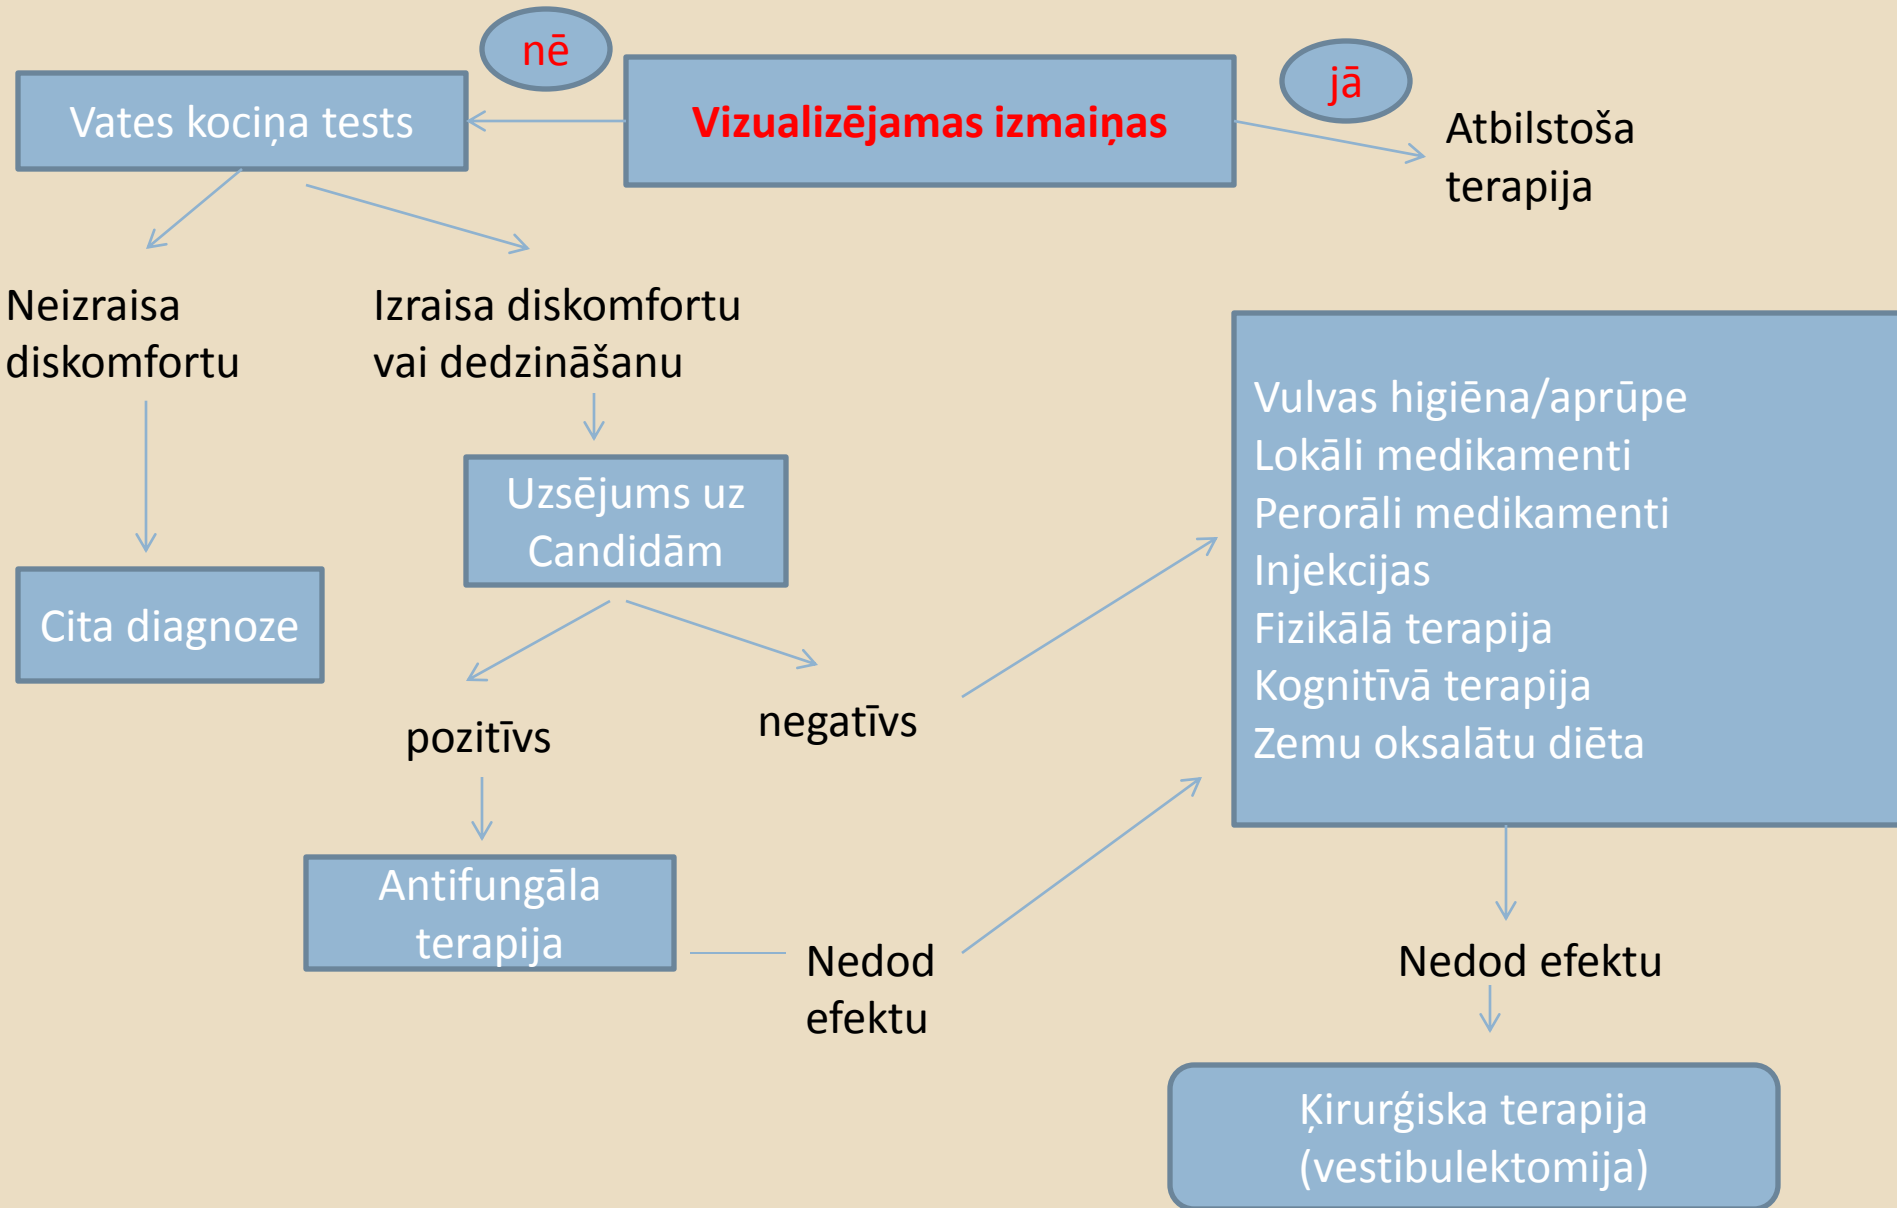 nē
Vizualizējamas izmaiņas
jā
Vates kociņa tests
Atbilstoša
terapija
Neizraisa
diskomfortu
Izraisa diskomfortu
vai dedzināšanu
Uzsējums uz
Candidām
Cita diagnoze
pozitīvs
negatīvs
Antifungāla
terapija
Nedod
efektu
Vulvas higiēna/aprūpe
Lokāli medikamenti
Perorāli medikamenti
Injekcijas
Fizikālā terapija
Kognitīvā terapija
Zemu oksalātu diēta
Nedod efektu
Ķirurģiska terapija
(vestibulektomija)